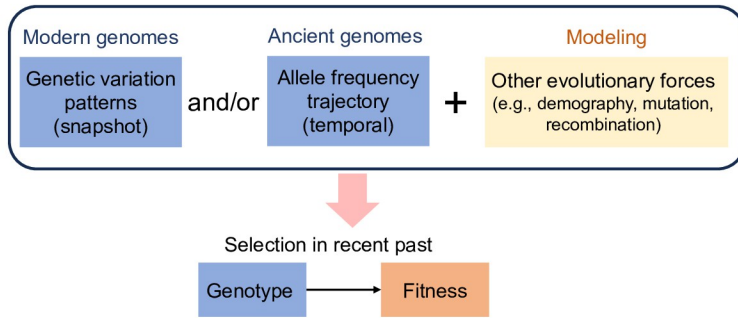 Modern genomes
Ancient genomes
Modeling
Genetic variation
patterns
(snapshot)
and/or
Allele frequency
trajectory
(temporal)
+
Other evolutionary forces
(e.g., demography, mutation,
recombination)
Selection in recent past
Genotype
Fitness